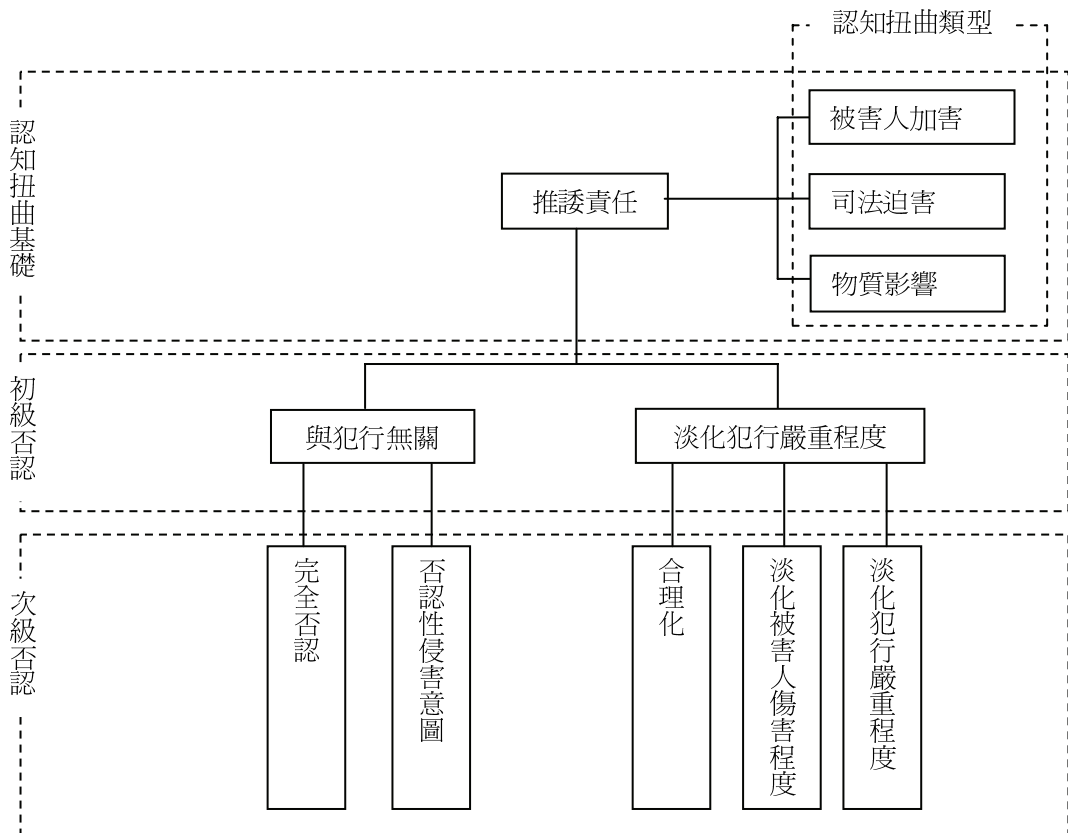 認知扭曲類型
認知扭曲基礎
被害人加害
推諉責任
司法迫害
物質影響
初級否認
與犯行無關
淡化犯行嚴重程度
次級否認
完全否認
否認性侵害意圖
合理化
淡化被害人傷害程度
淡化犯行嚴重程度